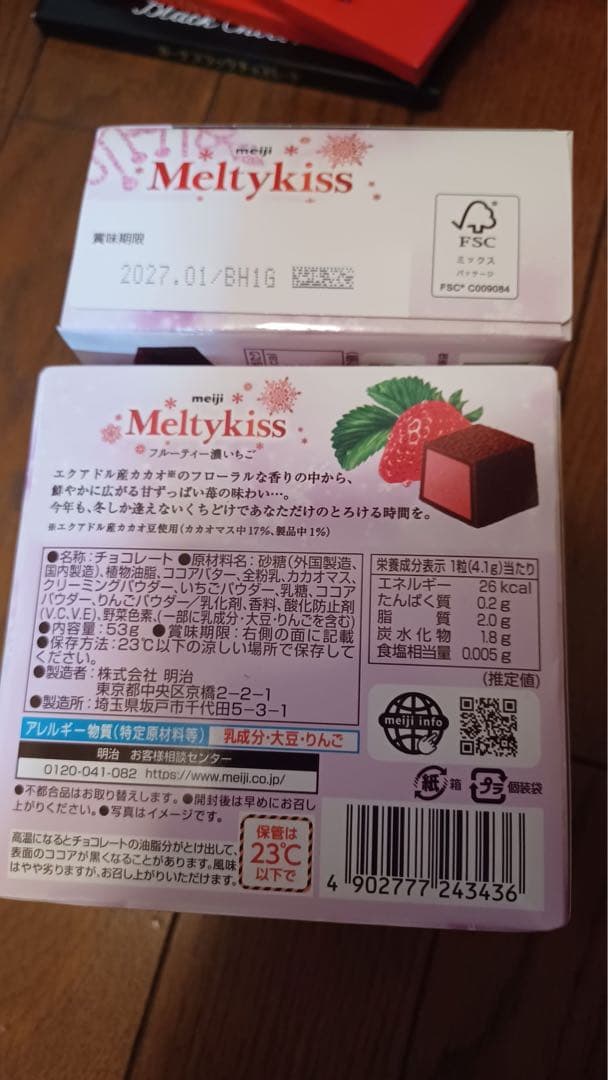 Black Choco
ガーナブラックチョコレート
meiji
Meltykiss
賞味期限
2027.01/BH1G
FSC
ミックス
パッケージ
FSC® C009084
meiji
Meltykiss
フルーティー濃いちご
エクアドル産カカオ※のフローラルな香りの中から、
鮮やかに広がる甘ずっぱい苺の味わい…。
今年も、冬しか逢えないくちどけであなただけのとろける時間を。
※エクアドル産カカオ豆使用(カカオマス中17%、製品中1%)
●名称:チョコレート ●原材料名:砂糖(外国製造、
国内製造)、植物油脂、ココアバター、全粉乳、カカオマス、
クリーミングパウダー、いちごパウダー、乳糖、ココア
パウダー、りんごパウダー/乳化剤、香料、酸化防止剤
(V.C、V.E)、野菜色素、(一部に乳成分・大豆・りんごを含む)
●内容量:53g ●賞味期限:右側の面に記載
●保存方法:23℃以下の涼しい場所で保存して
ください。
●製造者:株式会社 明治
東京都中央区京橋2-2-1
●製造所:埼玉県坂戸市千代田5-3-1
栄養成分表示 1粒(4.1g)当たり
エネルギー 26 kcal
たんぱく質 0.2 g
脂質 2.0 g
炭水化物 1.8 g
食塩相当量 0.005 g
(推定値)
meiji info
アレルギー物質(特定原材料等) 乳成分・大豆・りんご
明治 お客様相談センター
0120-041-082 https://www.meiji.co.jp/
紙 箱
プラ 個装袋
●不都合品はお取り替えします。●開封後は早めにお召し
上がりください。●写真はイメージです。
高温になるとチョコレートの油脂分がとけ出して、
表面のココアが黒くなることがあります。風味
はやや劣りますが、お召し上がりいただけます。
保管は
23℃
以下で
4 902777 243436